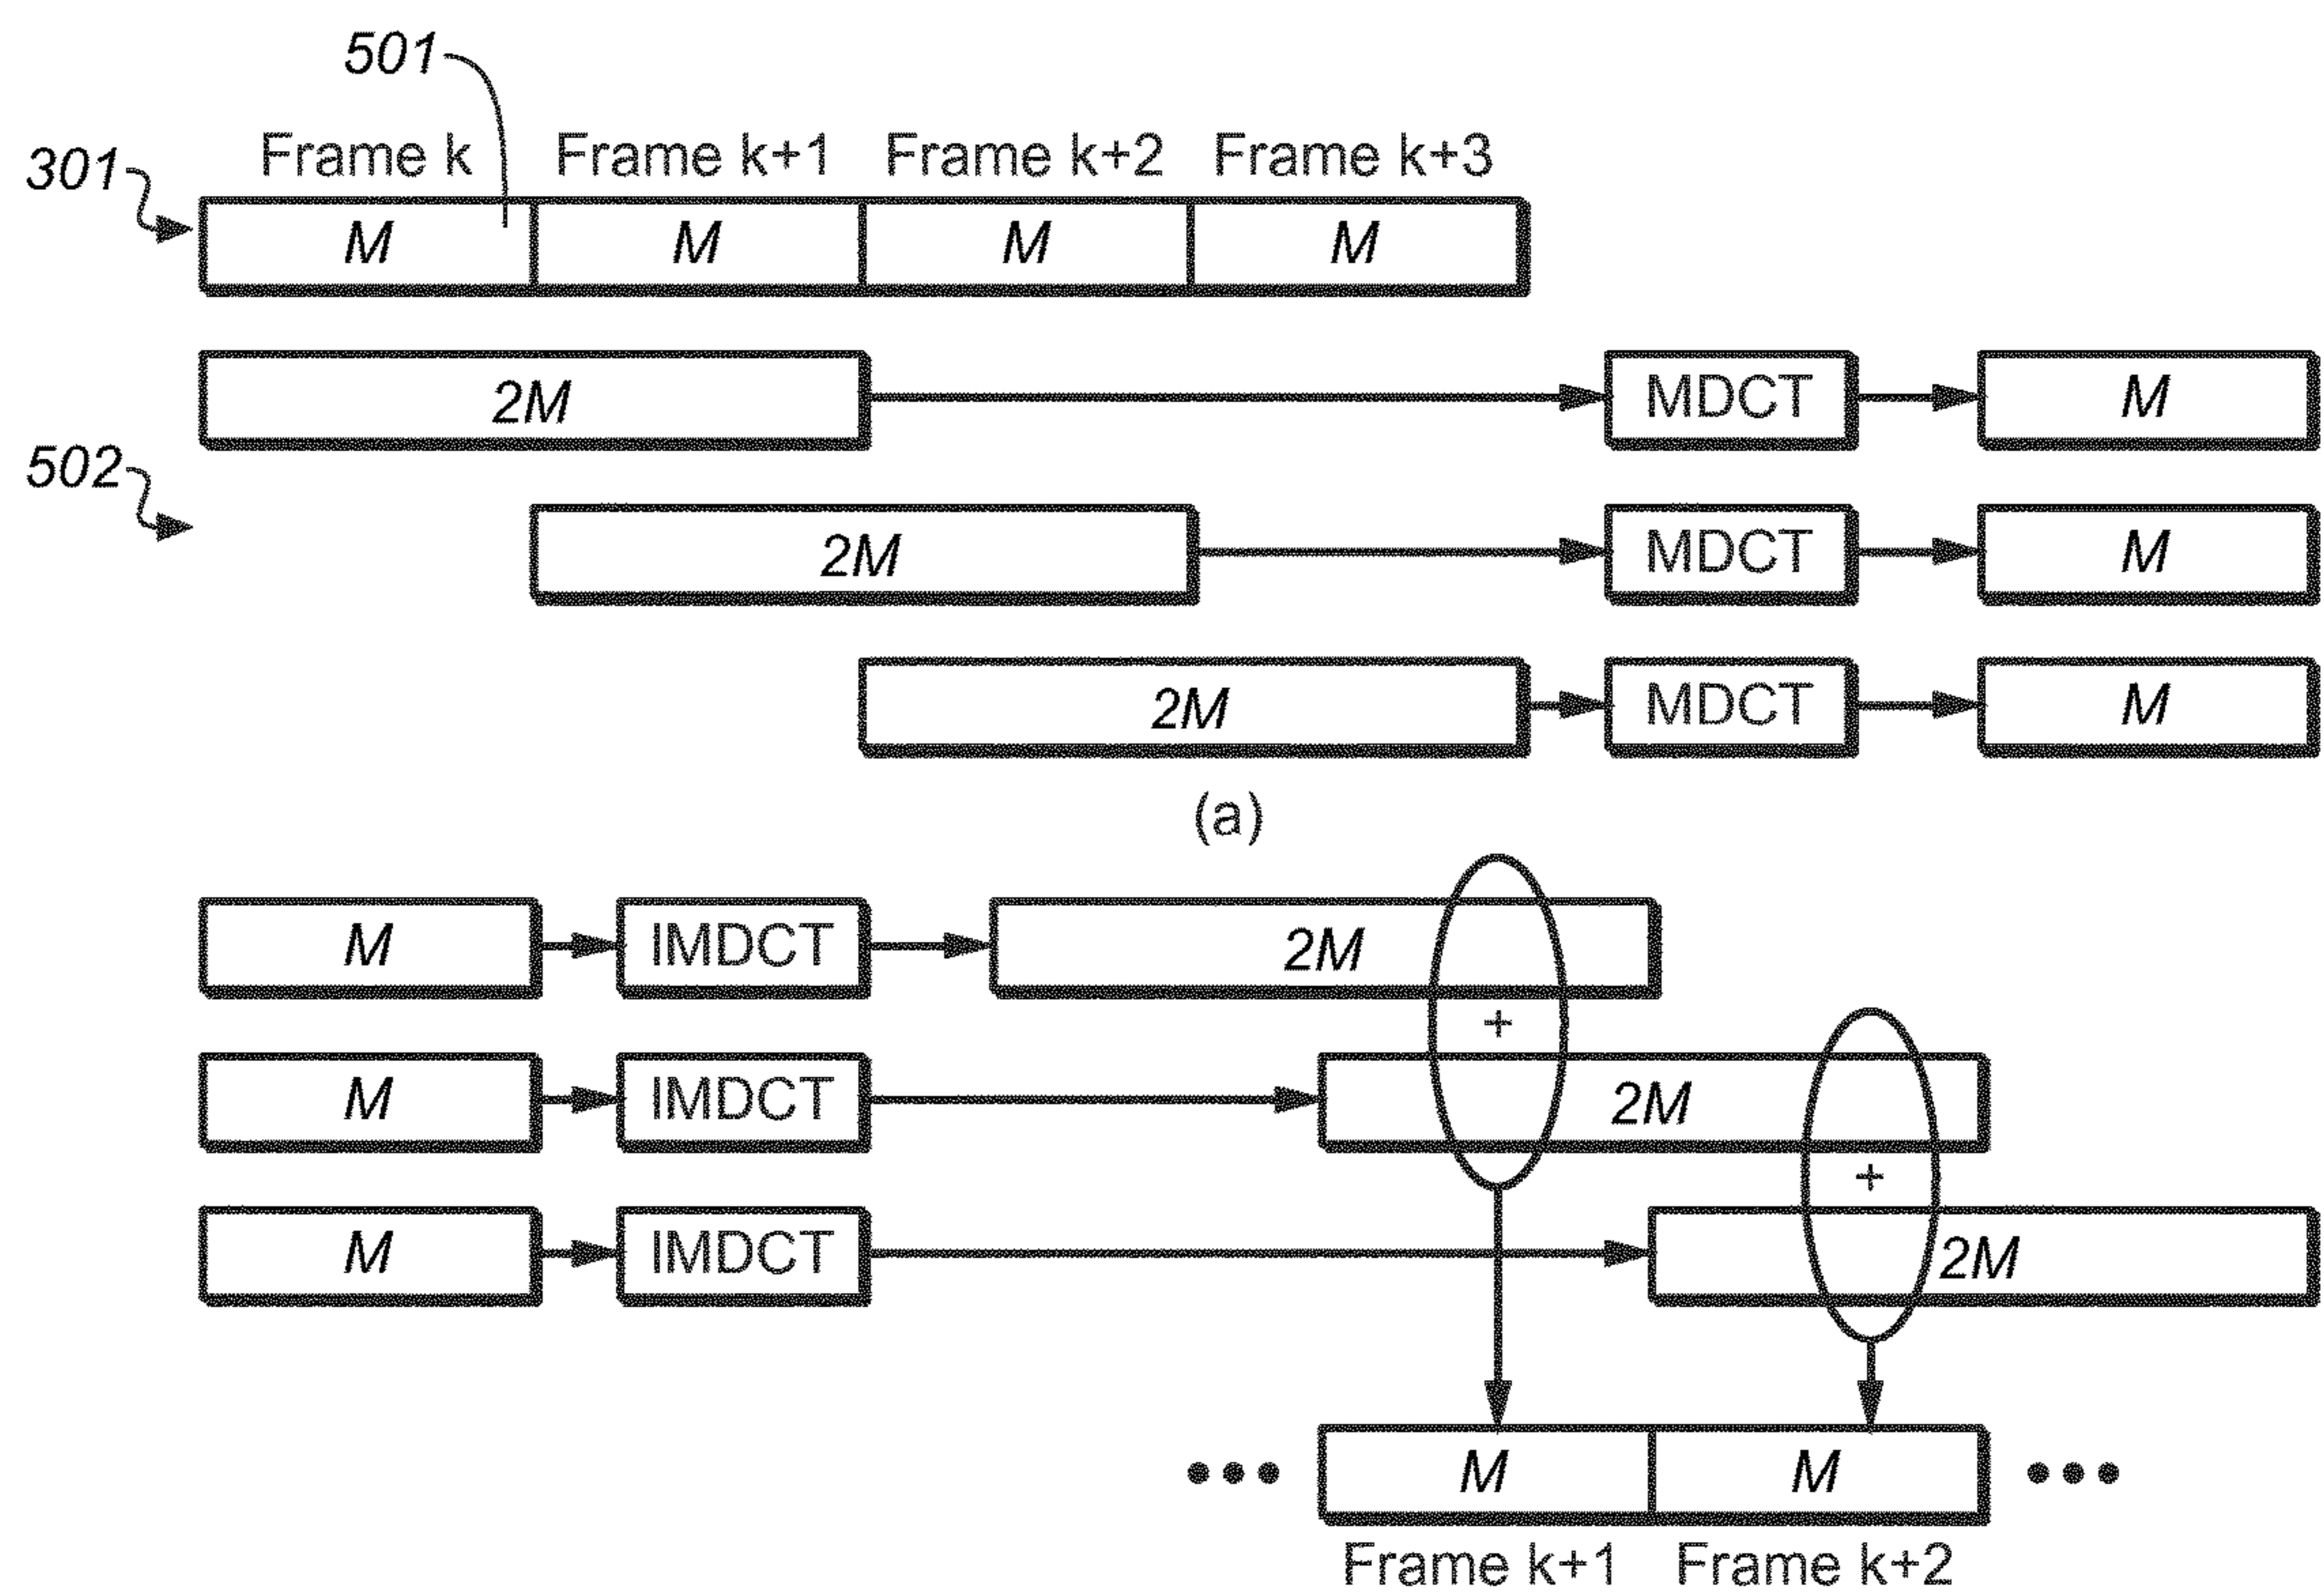 501
Frame k Frame k+1 Frame k+2 Frame k+3
301
M M M M
2M MDCT M
502
2M MDCT M
2M MDCT M
(a)
M IMDCT 2M
+
M IMDCT 2M
+
M IMDCT 2M
••• M M •••
Frame k+1 Frame k+2